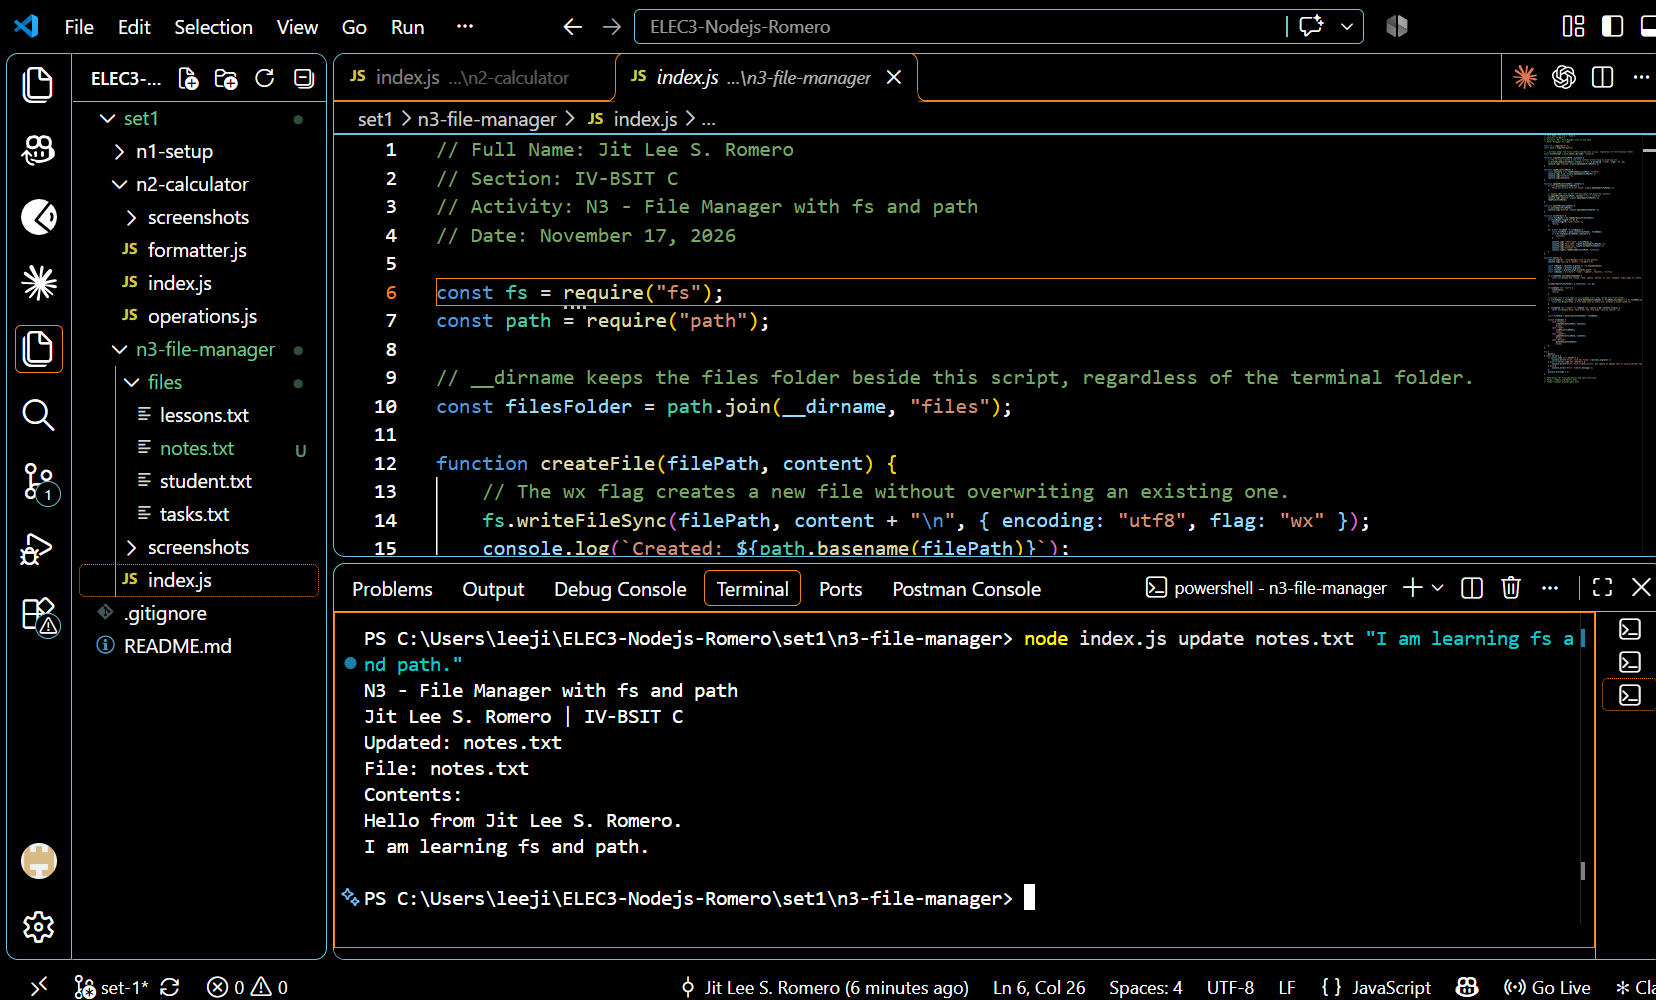 File Edit Selection View Go Run ... ELEC3-Nodejs-Romero
ELEC3-...
set1
n1-setup
n2-calculator
screenshots
JS formatter.js
JS index.js
JS operations.js
n3-file-manager
files
lessons.txt
notes.txt U
student.txt
tasks.txt
screenshots
JS index.js
.gitignore
README.md
1
JS index.js ...\n2-calculator JS index.js ...\n3-file-manager
set1 > n3-file-manager > JS index.js > ...
1 // Full Name: Jit Lee S. Romero
2 // Section: IV-BSIT C
3 // Activity: N3 - File Manager with fs and path
4 // Date: November 17, 2026
5
6 const fs = require("fs");
7 const path = require("path");
8
9 // __dirname keeps the files folder beside this script, regardless of the terminal folder.
10 const filesFolder = path.join(__dirname, "files");
11
12 function createFile(filePath, content) {
13 // The wx flag creates a new file without overwriting an existing one.
14 fs.writeFileSync(filePath, content + "\n", { encoding: "utf8", flag: "wx" });
15 console.log(`Created: ${path.basename(filePath)}`);
Problems Output Debug Console Terminal Ports Postman Console powershell - n3-file-manager
PS C:\Users\leeji\ELEC3-Nodejs-Romero\set1\n3-file-manager> node index.js update notes.txt "I am learning fs a
nd path."
N3 - File Manager with fs and path
Jit Lee S. Romero | IV-BSIT C
Updated: notes.txt
File: notes.txt
Contents:
Hello from Jit Lee S. Romero.
I am learning fs and path.
PS C:\Users\leeji\ELEC3-Nodejs-Romero\set1\n3-file-manager>
set-1* 0 0 Jit Lee S. Romero (6 minutes ago) Ln 6, Col 26 Spaces: 4 UTF-8 LF {} JavaScript Go Live Cla